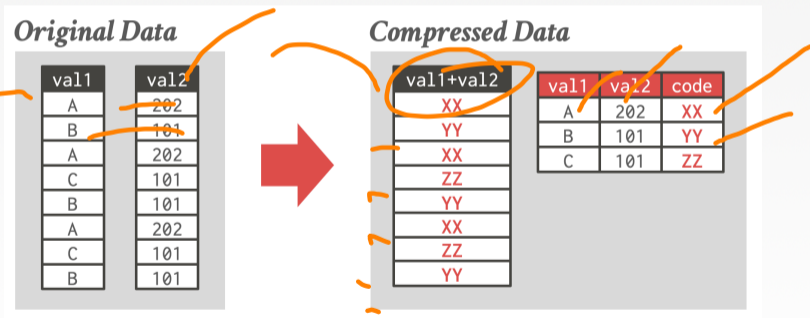 Original Data
val1 val2
A 202
B 101
A 202
C 101
B 101
A 202
C 101
B 101
Compressed Data
val1+val2
XX
YY
XX
ZZ
YY
XX
ZZ
YY
val1 val2 code
A 202 XX
B 101 YY
C 101 ZZ